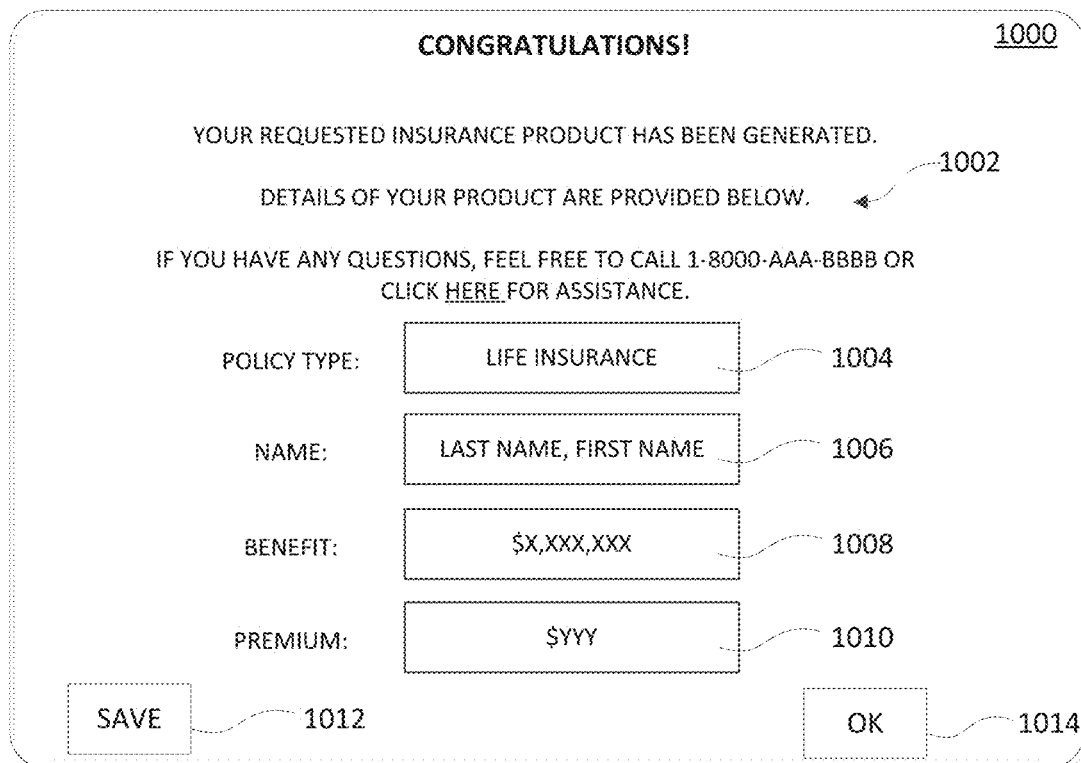 CONGRATULATIONS!
1000
YOUR REQUESTED INSURANCE PRODUCT HAS BEEN GENERATED.
1002
DETAILS OF YOUR PRODUCT ARE PROVIDED BELOW.
IF YOU HAVE ANY QUESTIONS, FEEL FREE TO CALL 1-8000-AAA-BBBB OR
CLICK HERE FOR ASSISTANCE.
POLICY TYPE: LIFE INSURANCE 1004
NAME: LAST NAME, FIRST NAME 1006
BENEFIT: $X,XXX,XXX 1008
PREMIUM: $YYY 1010
SAVE 1012 OK 1014